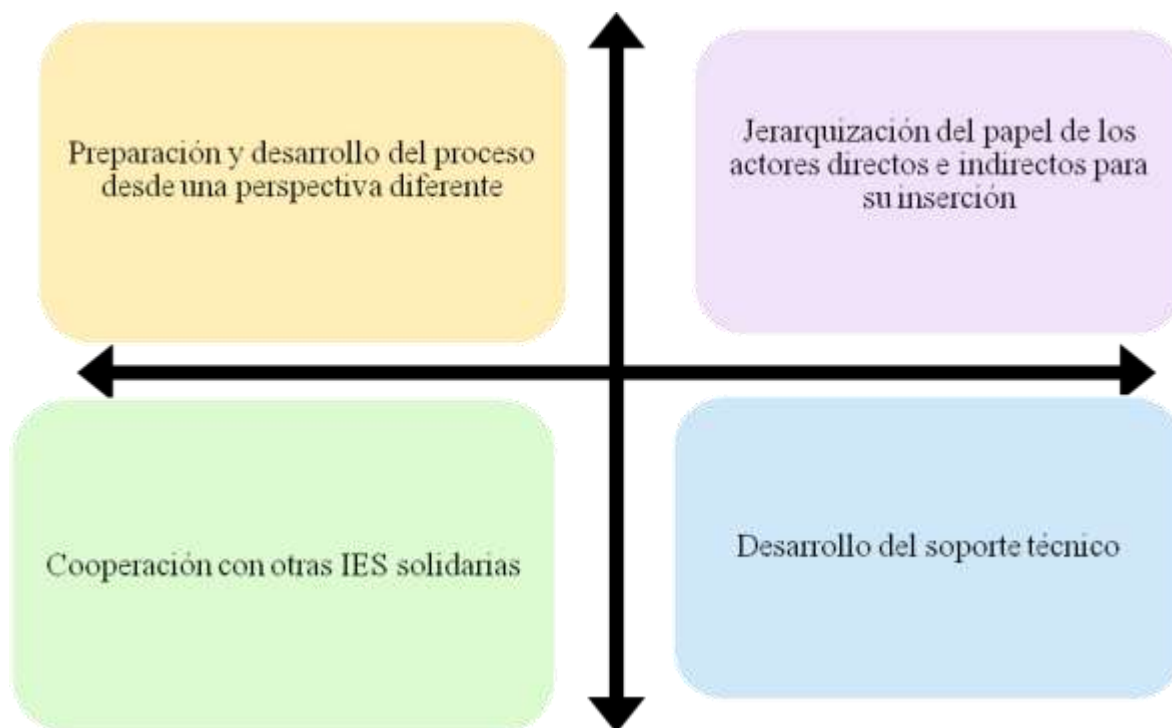 Preparación y desarrollo del proceso
desde una perspectiva diferente
Jerarquización del papel de los
actores directos e indirectos para
su inserción
Cooperación con otras IES solidarias
Desarrollo del soporte técnico